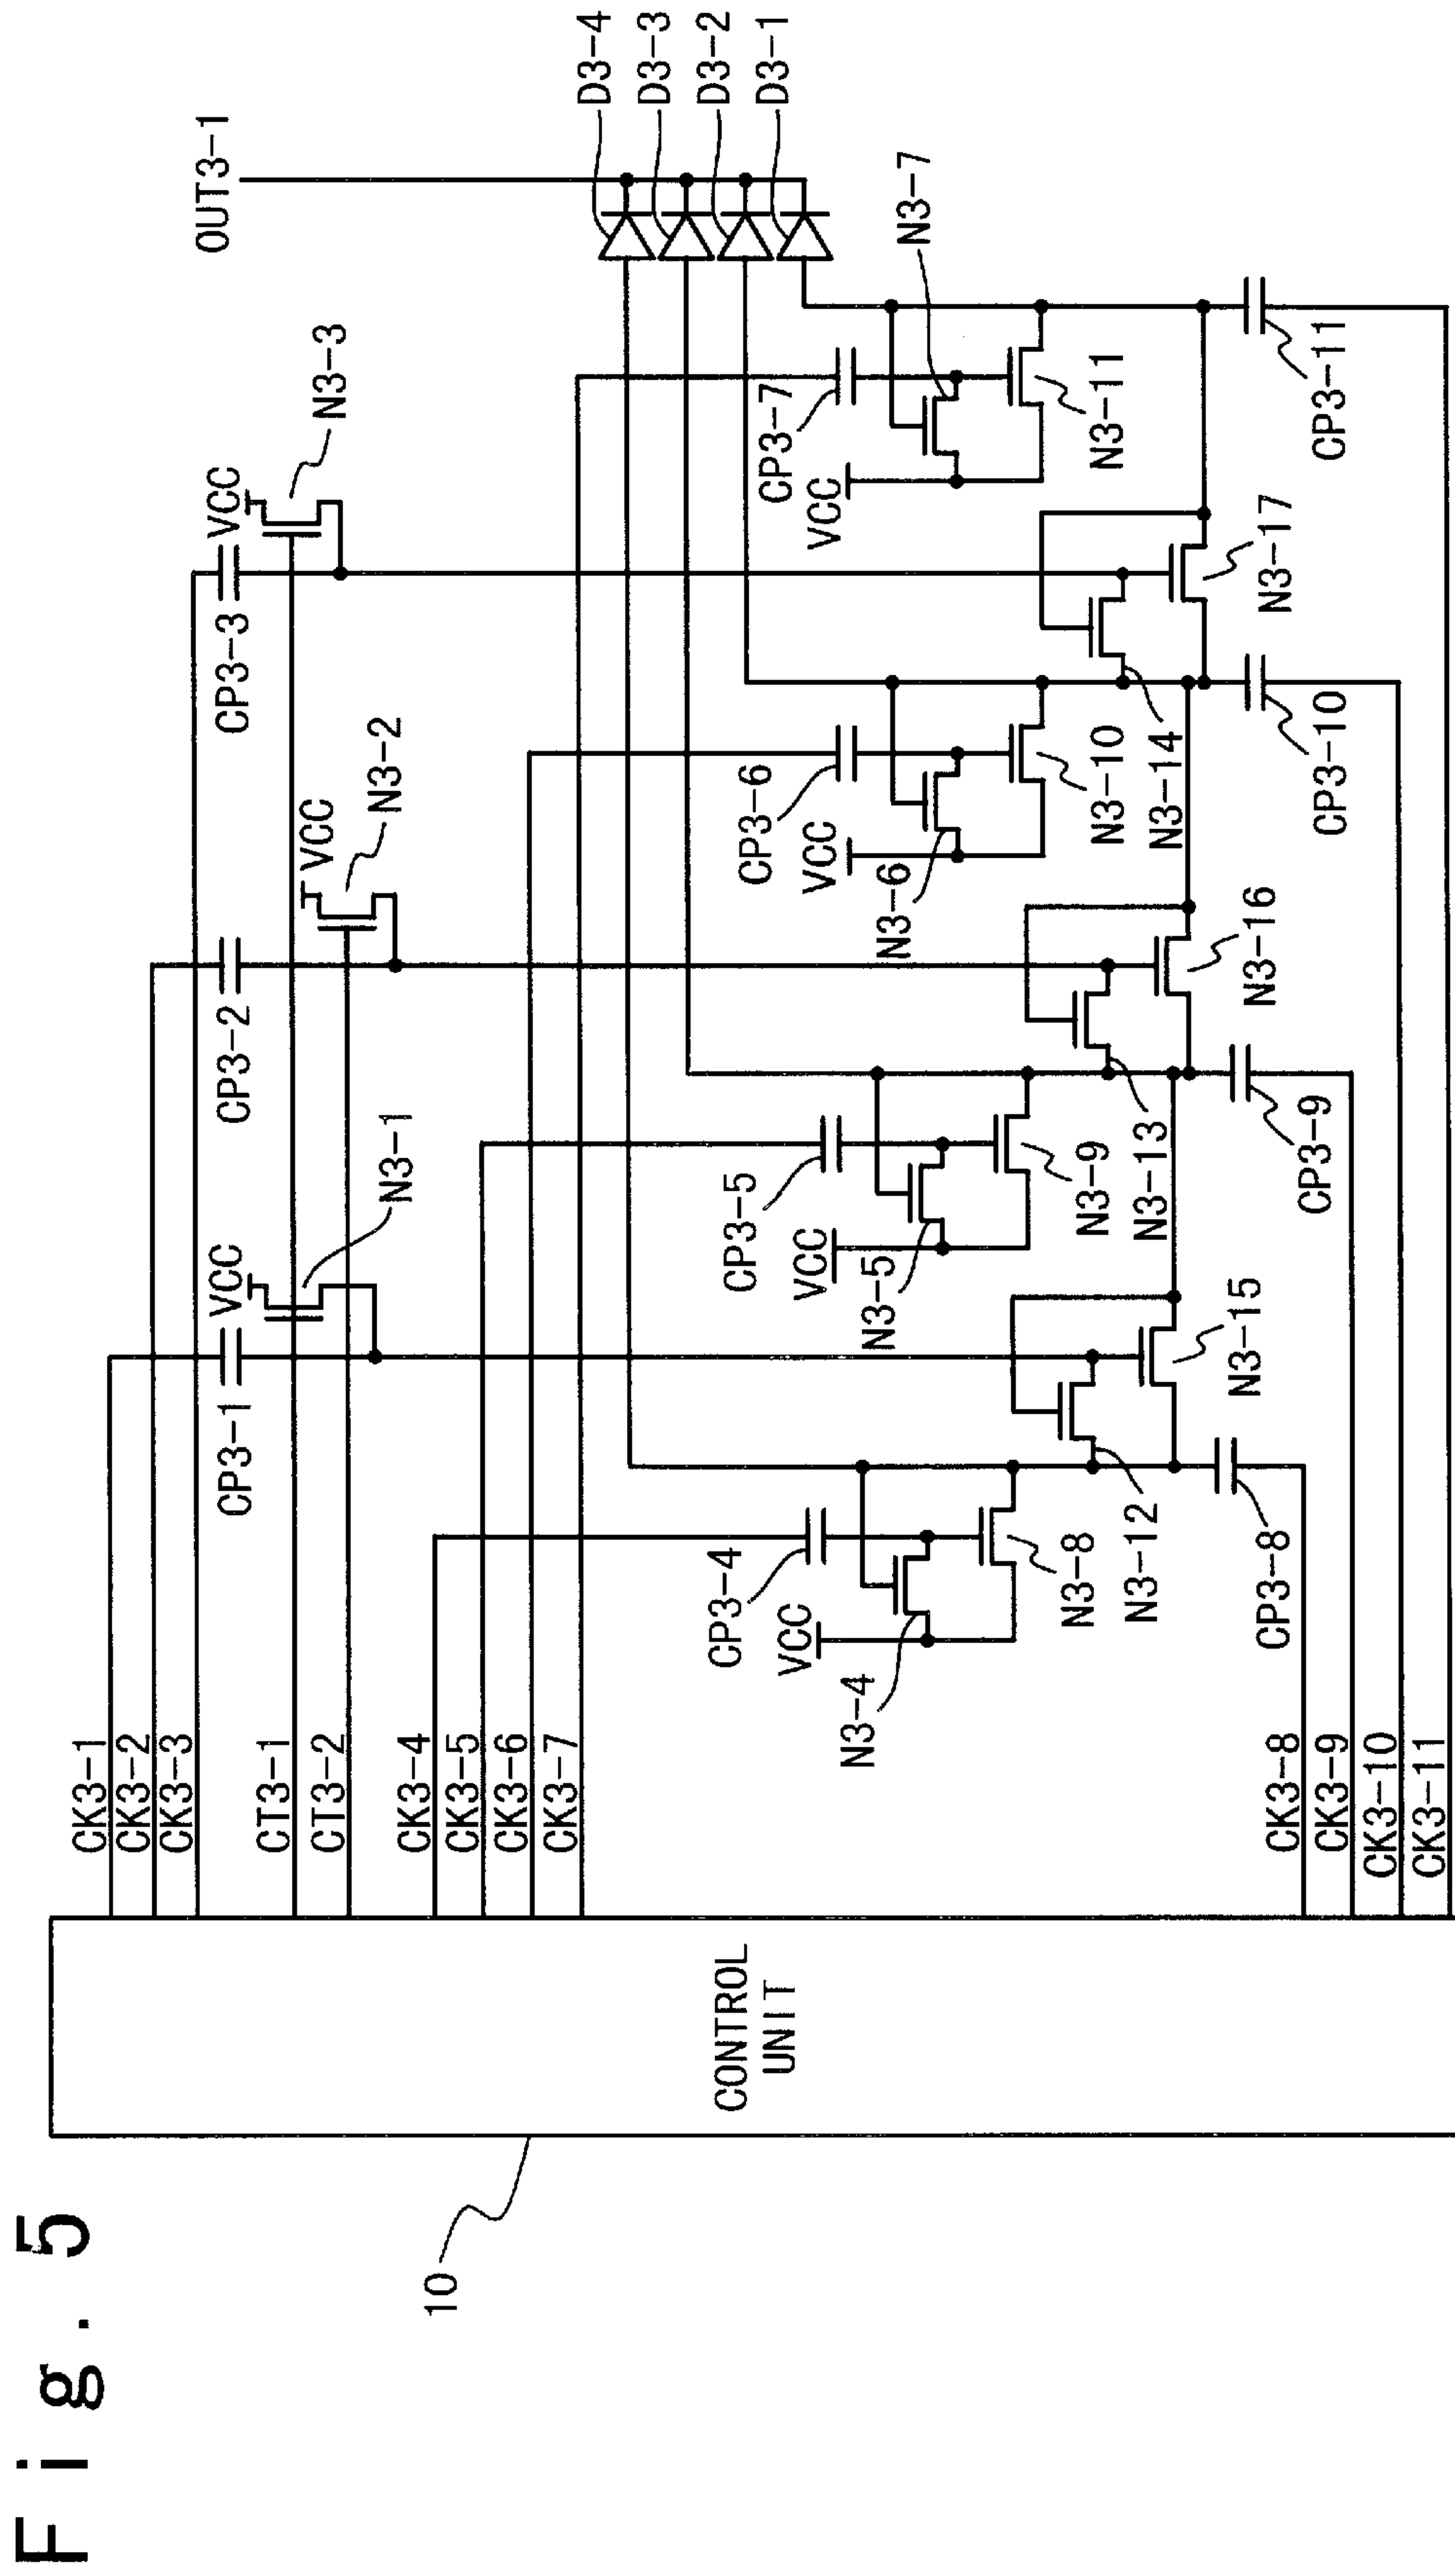 Fig. 5
10
CONTROL
UNIT
CK3-1
CK3-2
CK3-3
CT3-1
CT3-2
CK3-4
CK3-5
CK3-6
CK3-7
CK3-8
CK3-9
CK3-10
CK3-11
CP3-1
VCC
N3-1
CP3-2
VCC
N3-2
CP3-3
VCC
N3-3
OUT3-1
D3-4
D3-3
D3-2
D3-1
CP3-4
VCC
N3-4
N3-8
N3-12
CP3-8
N3-15
CP3-5
VCC
N3-5
N3-9
N3-13
CP3-9
N3-16
CP3-6
VCC
N3-6
N3-10
N3-14
CP3-10
N3-17
CP3-7
VCC
N3-7
N3-11
CP3-11